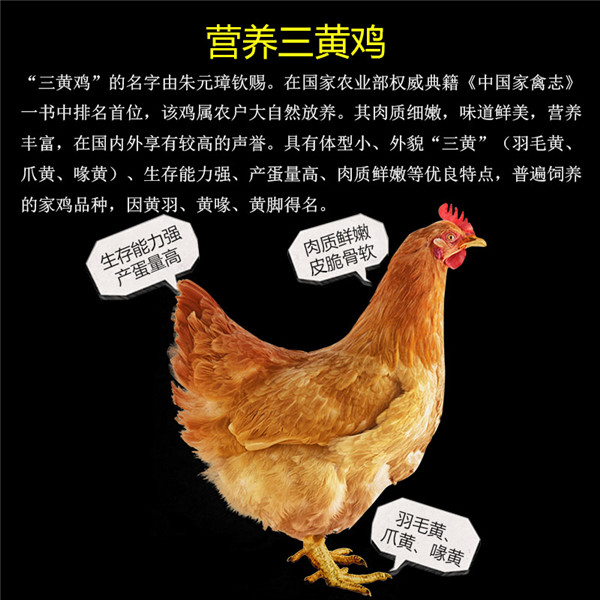 营养三黄鸡
“三黄鸡”的名字由朱元璋钦赐。在国家农业部权威典籍《中国家禽志》
一书中排名首位，该鸡属农户大自然放养。其肉质细嫩，味道鲜美，营养
丰富，在国内外享有较高的声誉。具有体型小、外貌“三黄”（羽毛黄、
爪黄、喙黄）、生存能力强、产蛋量高、肉质鲜嫩等优良特点，普遍饲养
的家鸡品种，因黄羽、黄喙、黄脚得名。
生存能力强
产蛋量高
肉质鲜嫩
皮脆骨软
羽毛黄、
爪黄、喙黄